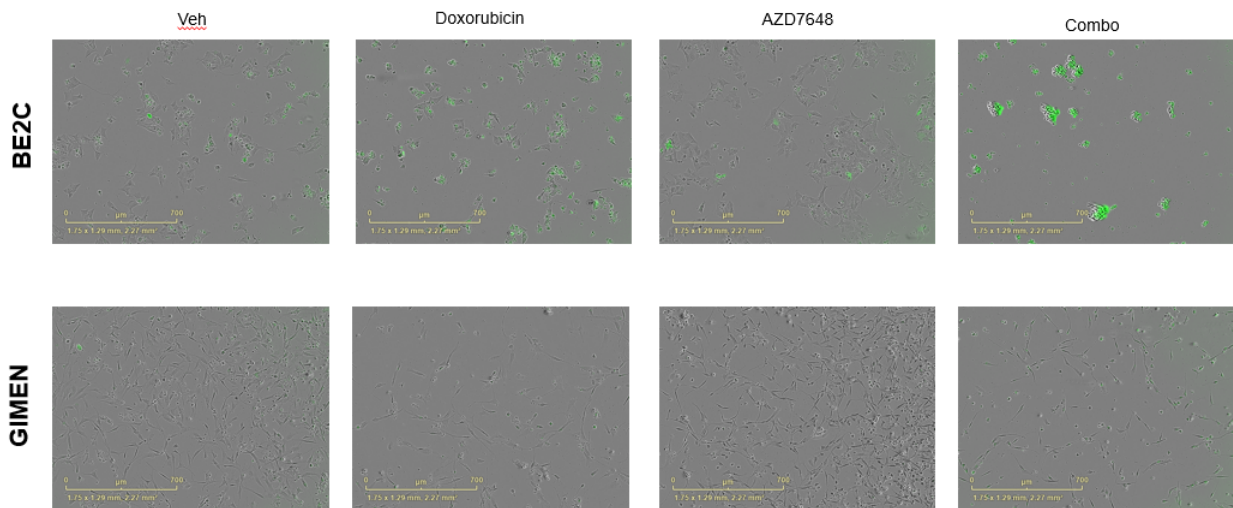 Veh Doxorubicin AZD7648 Combo
BE2C
0 µm 700 0 µm 700 0 µm 700 0 µm 700
1.75 x 1.29 mm, 2.27 mm² 1.75 x 1.29 mm, 2.27 mm² 1.75 x 1.29 mm, 2.27 mm² 1.75 x 1.29 mm, 2.27 mm²
GIMEN
0 µm 700 0 µm 700 0 µm 700 0 µm 700
1.75 x 1.29 mm, 2.27 mm² 1.75 x 1.29 mm, 2.27 mm² 1.75 x 1.29 mm, 2.27 mm² 1.75 x 1.29 mm, 2.27 mm²